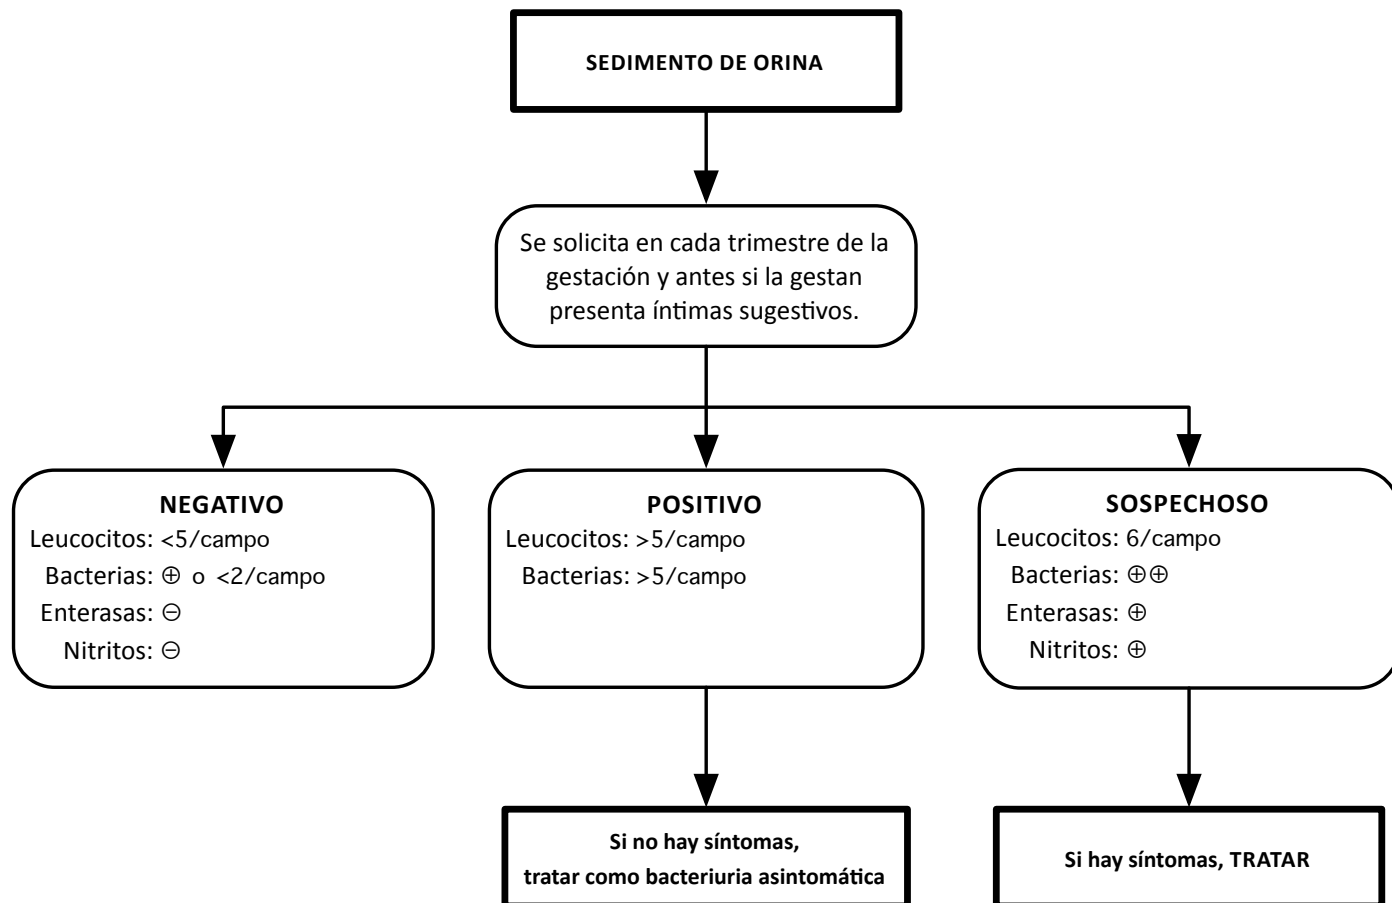 SEDIMENTO DE ORINA
Se solicita en cada trimestre de la
gestación y antes si la gestan
presenta íntimas sugestivos.
NEGATIVO
Leucocitos: <5/campo
Bacterias: ⊕ o <2/campo
Enterasas: ⊖
Nitritos: ⊖
POSITIVO
Leucocitos: >5/campo
Bacterias: >5/campo
SOSPECHOSO
Leucocitos: 6/campo
Bacterias: ⊕⊕
Enterasas: ⊕
Nitritos: ⊕
Si no hay síntomas,
tratar como bacteriuria asintomática
Si hay síntomas, TRATAR